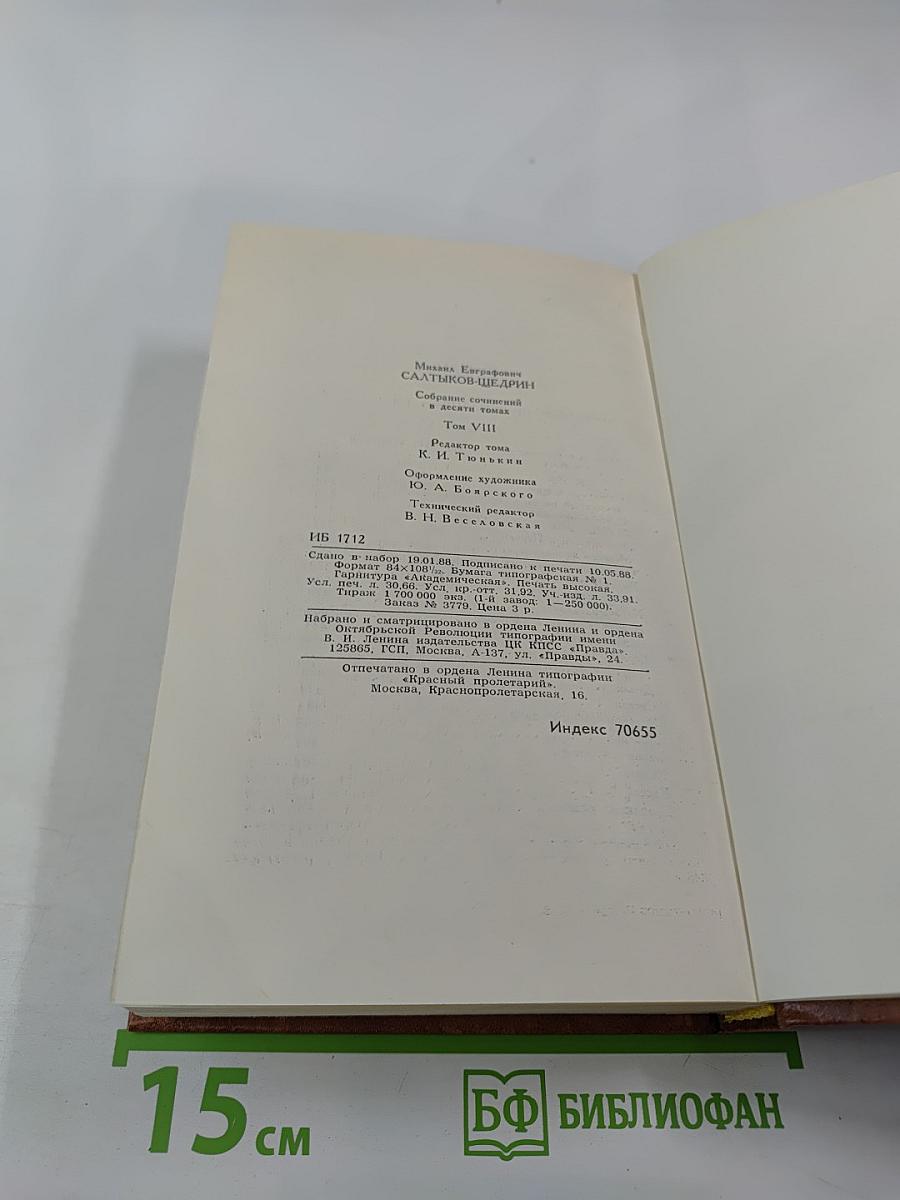 Михаил Евграфович
САЛТЫКОВ-ЩЕДРИН
Собрание сочинений
в десяти томах
Том VIII
Редактор тома
К. И. Тюнькин
Оформление художника
Ю. А. Боярского
Технический редактор
В. Н. Веселовская
ИБ 1712
Сдано в набор 19.01.88. Подписано к печати 10.05.88.
Формат 84×108¹/₃₂. Бумага типографская № 1.
Гарнитура «Академическая». Печать высокая.
Усл. печ. л. 30,66. Усл. кр.-отт. 31,92. Уч.-изд. л. 33,91.
Тираж 1 700 000 экз. (1-й завод: 1—250 000).
Заказ № 3779. Цена 3 р.
Набрано и сматрицировано в ордена Ленина и ордена
Октябрьской Революции типографии имени
В. И. Ленина издательства ЦК КПСС «Правда».
125865, ГСП, Москва, А-137, ул. «Правды», 24.
Отпечатано в ордена Ленина типографии
«Красный пролетарий».
Москва, Краснопролетарская, 16.
Индекс 70655
15 см
БФ БИБЛИОФАН